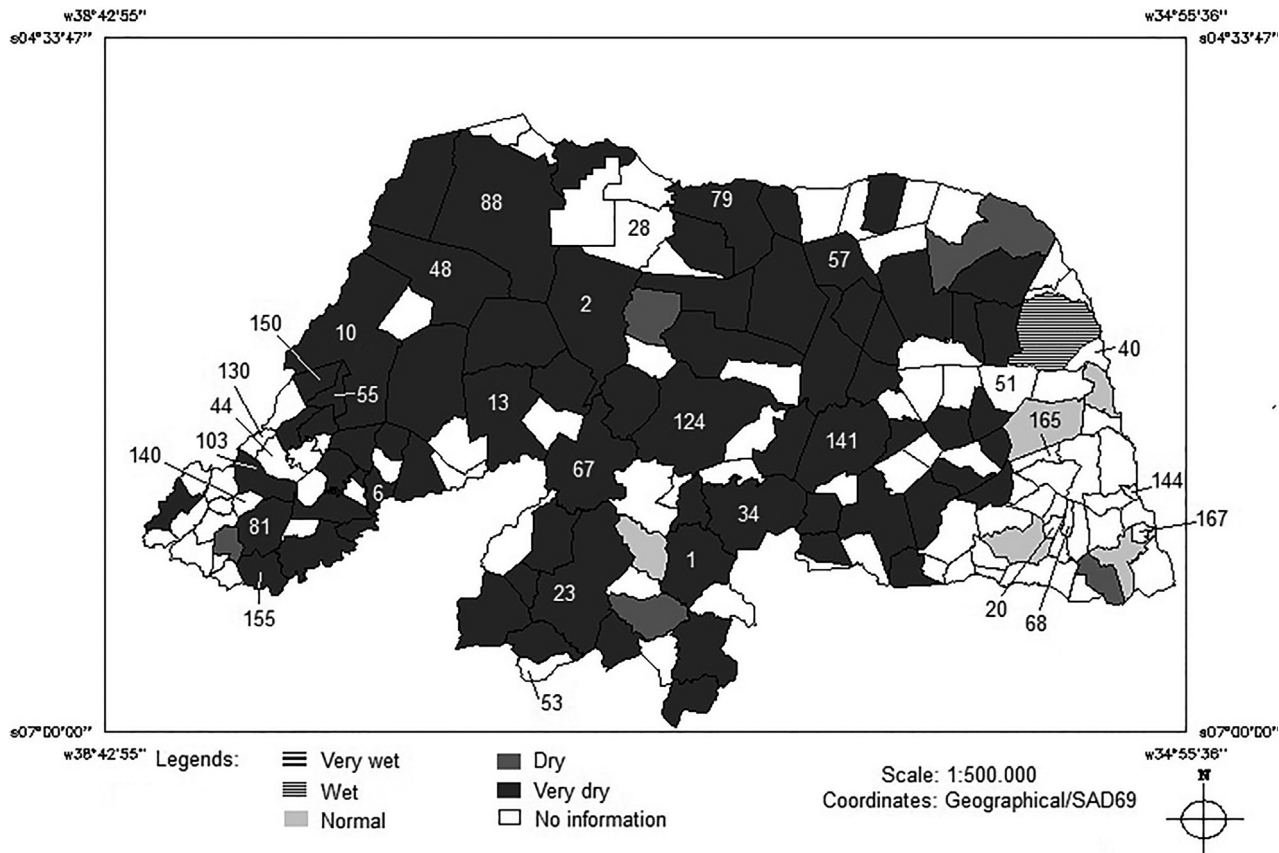 w38°42'55" w34°55'36"
s04°33'47" s04°33'47"
88
79
28
57
48
2
10
150
40
130
55
51
44
13
124
165
103
141
140
67
6
144
81
34
167
1
23
155
20
68
53
s07°00'00" s07°00'00"
w38°42'55" w34°55'36"
Legends:
Very wet
Wet
Normal
Dry
Very dry
No information
Scale: 1:500.000
Coordinates: Geographical/SAD69
N